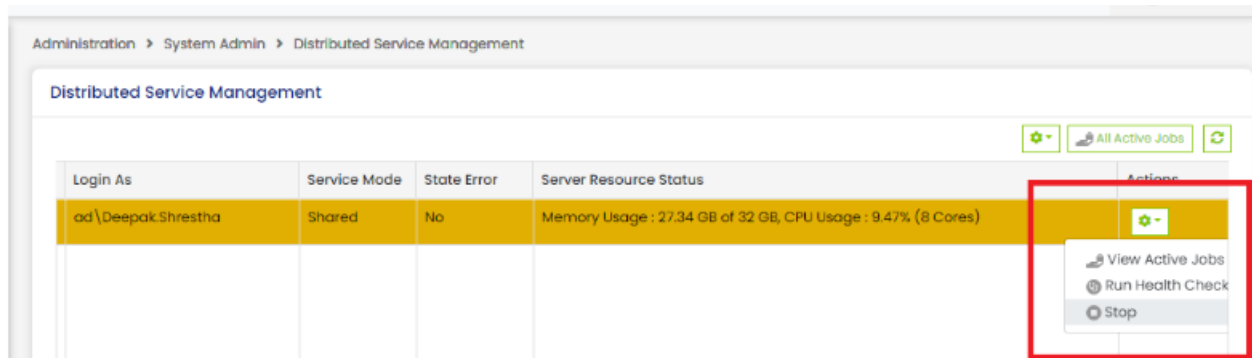 Administration > System Admin > Distributed Service Management
Distributed Service Management
All Active Jobs
Login As Service Mode State Error Server Resource Status Actions
ad\Deepak.Shrestha Shared No Memory Usage : 27.34 GB of 32 GB, CPU Usage : 9.47% (8 Cores)
View Active Jobs
Run Health Check
Stop